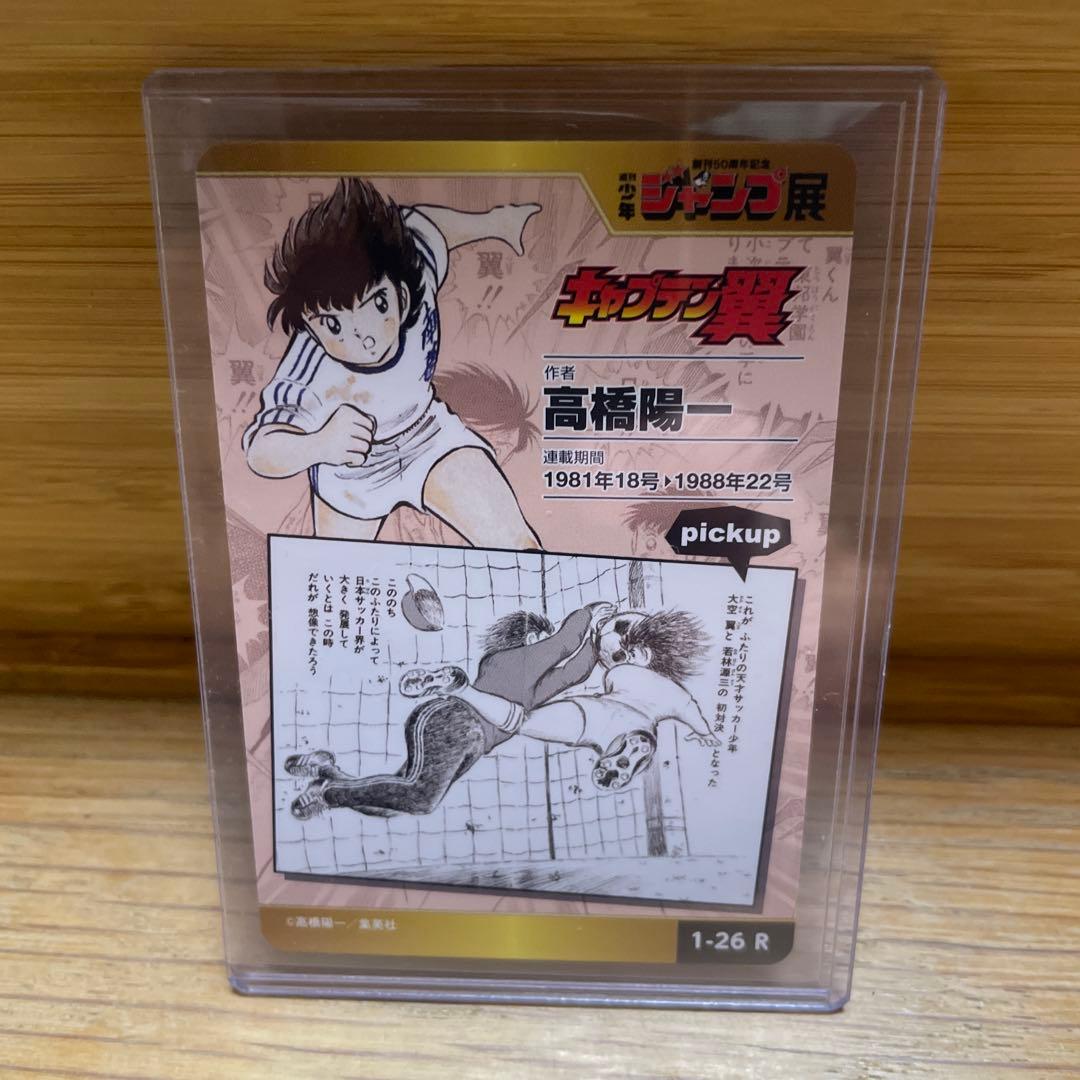 創刊50周年記念
週刊
少年
ジャンプ展
キャプテン翼
作者
高橋陽一
連載期間
1981年18号▶1988年22号
pickup
これが ふたりの天才サッカー少年
大空 翼と 若林源三の 初対決 となった
こののち
このふたりによって
日本サッカー界が
大きく 発展して
いくとは この時
だれが 想像できたろう
翼!!
翼!!
翼くん
©高橋陽一／集英社
1-26 R